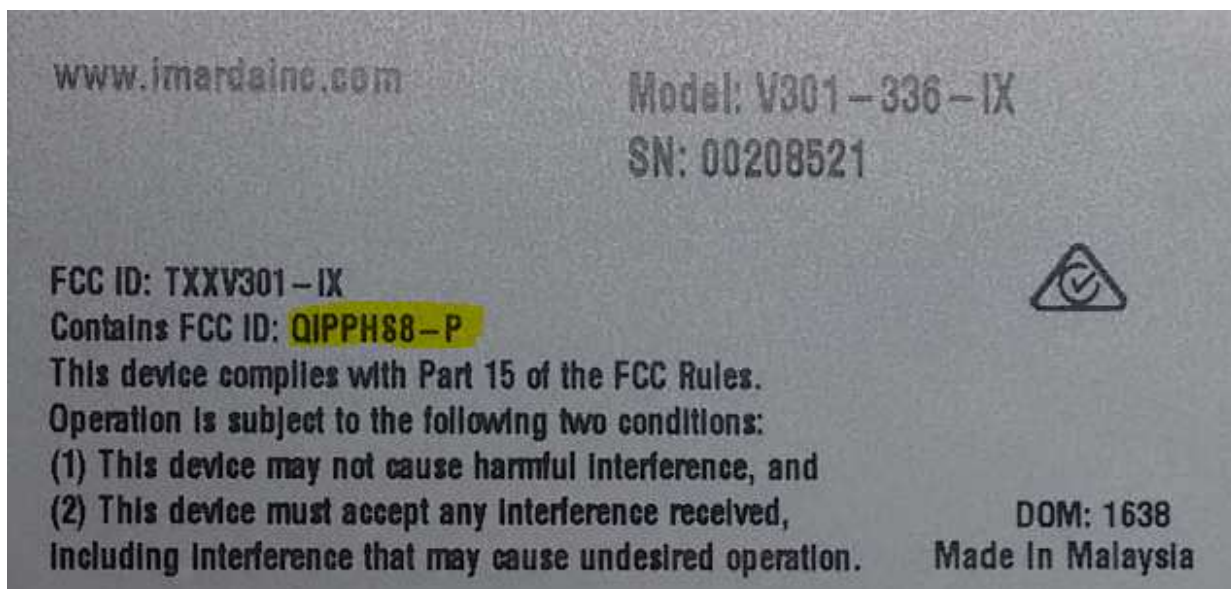 www.imardainc.com
Model: V301-336-IX
SN: 00208521
FCC ID: TXXV301-IX
Contains FCC ID: QIPPHS8-P
This device complies with Part 15 of the FCC Rules.
Operation is subject to the following two conditions:
(1) This device may not cause harmful interference, and
(2) This device must accept any interference received,
including interference that may cause undesired operation.
DOM: 1638
Made In Malaysia